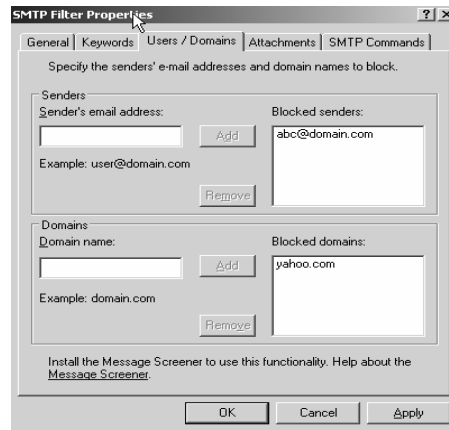 SMTP Filter Properties
General Keywords Users / Domains Attachments SMTP Commands
Specify the senders' e-mail addresses and domain names to block.
Senders
Sender's email address:
Blocked senders:
Add
abc@domain.com
Example: user@domain.com
Remove
Domains
Domain name:
Blocked domains:
Add
yahoo.com
Example: domain.com
Remove
Install the Message Screener to use this functionality. Help about the
Message Screener.
OK Cancel Apply